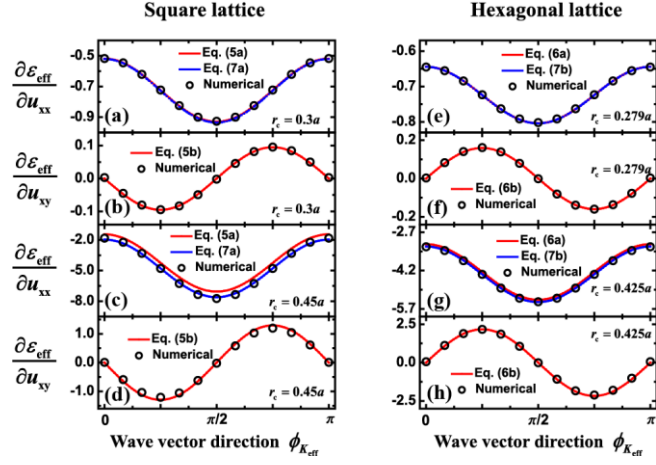 Square lattice
-0.5
-0.7
-0.9
∂ε_eff
∂u_xx
Eq. (5a)
Eq. (7a)
Numerical
(a)
r_c = 0.3a
0.1
0.0
-0.1
∂ε_eff
∂u_xy
Eq. (5b)
Numerical
(b)
r_c = 0.3a
-2.0
-4.0
-6.0
8.0
∂ε_eff
∂u_xx
Eq. (5a)
Eq. (7a)
Numerical
(c)
r_c = 0.45a
1.0
0.0
-1.0
∂ε_eff
∂u_xy
Eq. (5b)
Numerical
(d)
r_c = 0.45a
0
π/2
π
Wave vector direction ϕ_K_eff
Hexagonal lattice
-0.6
-0.7
-0.8
Eq. (6a)
Eq. (7b)
Numerical
(e)
r_c = 0.279a
0.2
0.0
0.2
r_c = 0.279a
Eq. (6b)
Numerical
(f)
-2.7
-4.2
-5.7
Eq. (6a)
Eq. (7b)
Numerical
(g)
r_c = 0.425a
2.5
0.0
-2.5
r_c = 0.425a
Eq. (6b)
Numerical
(h)
0
π/2
π
Wave vector direction ϕ_K_eff